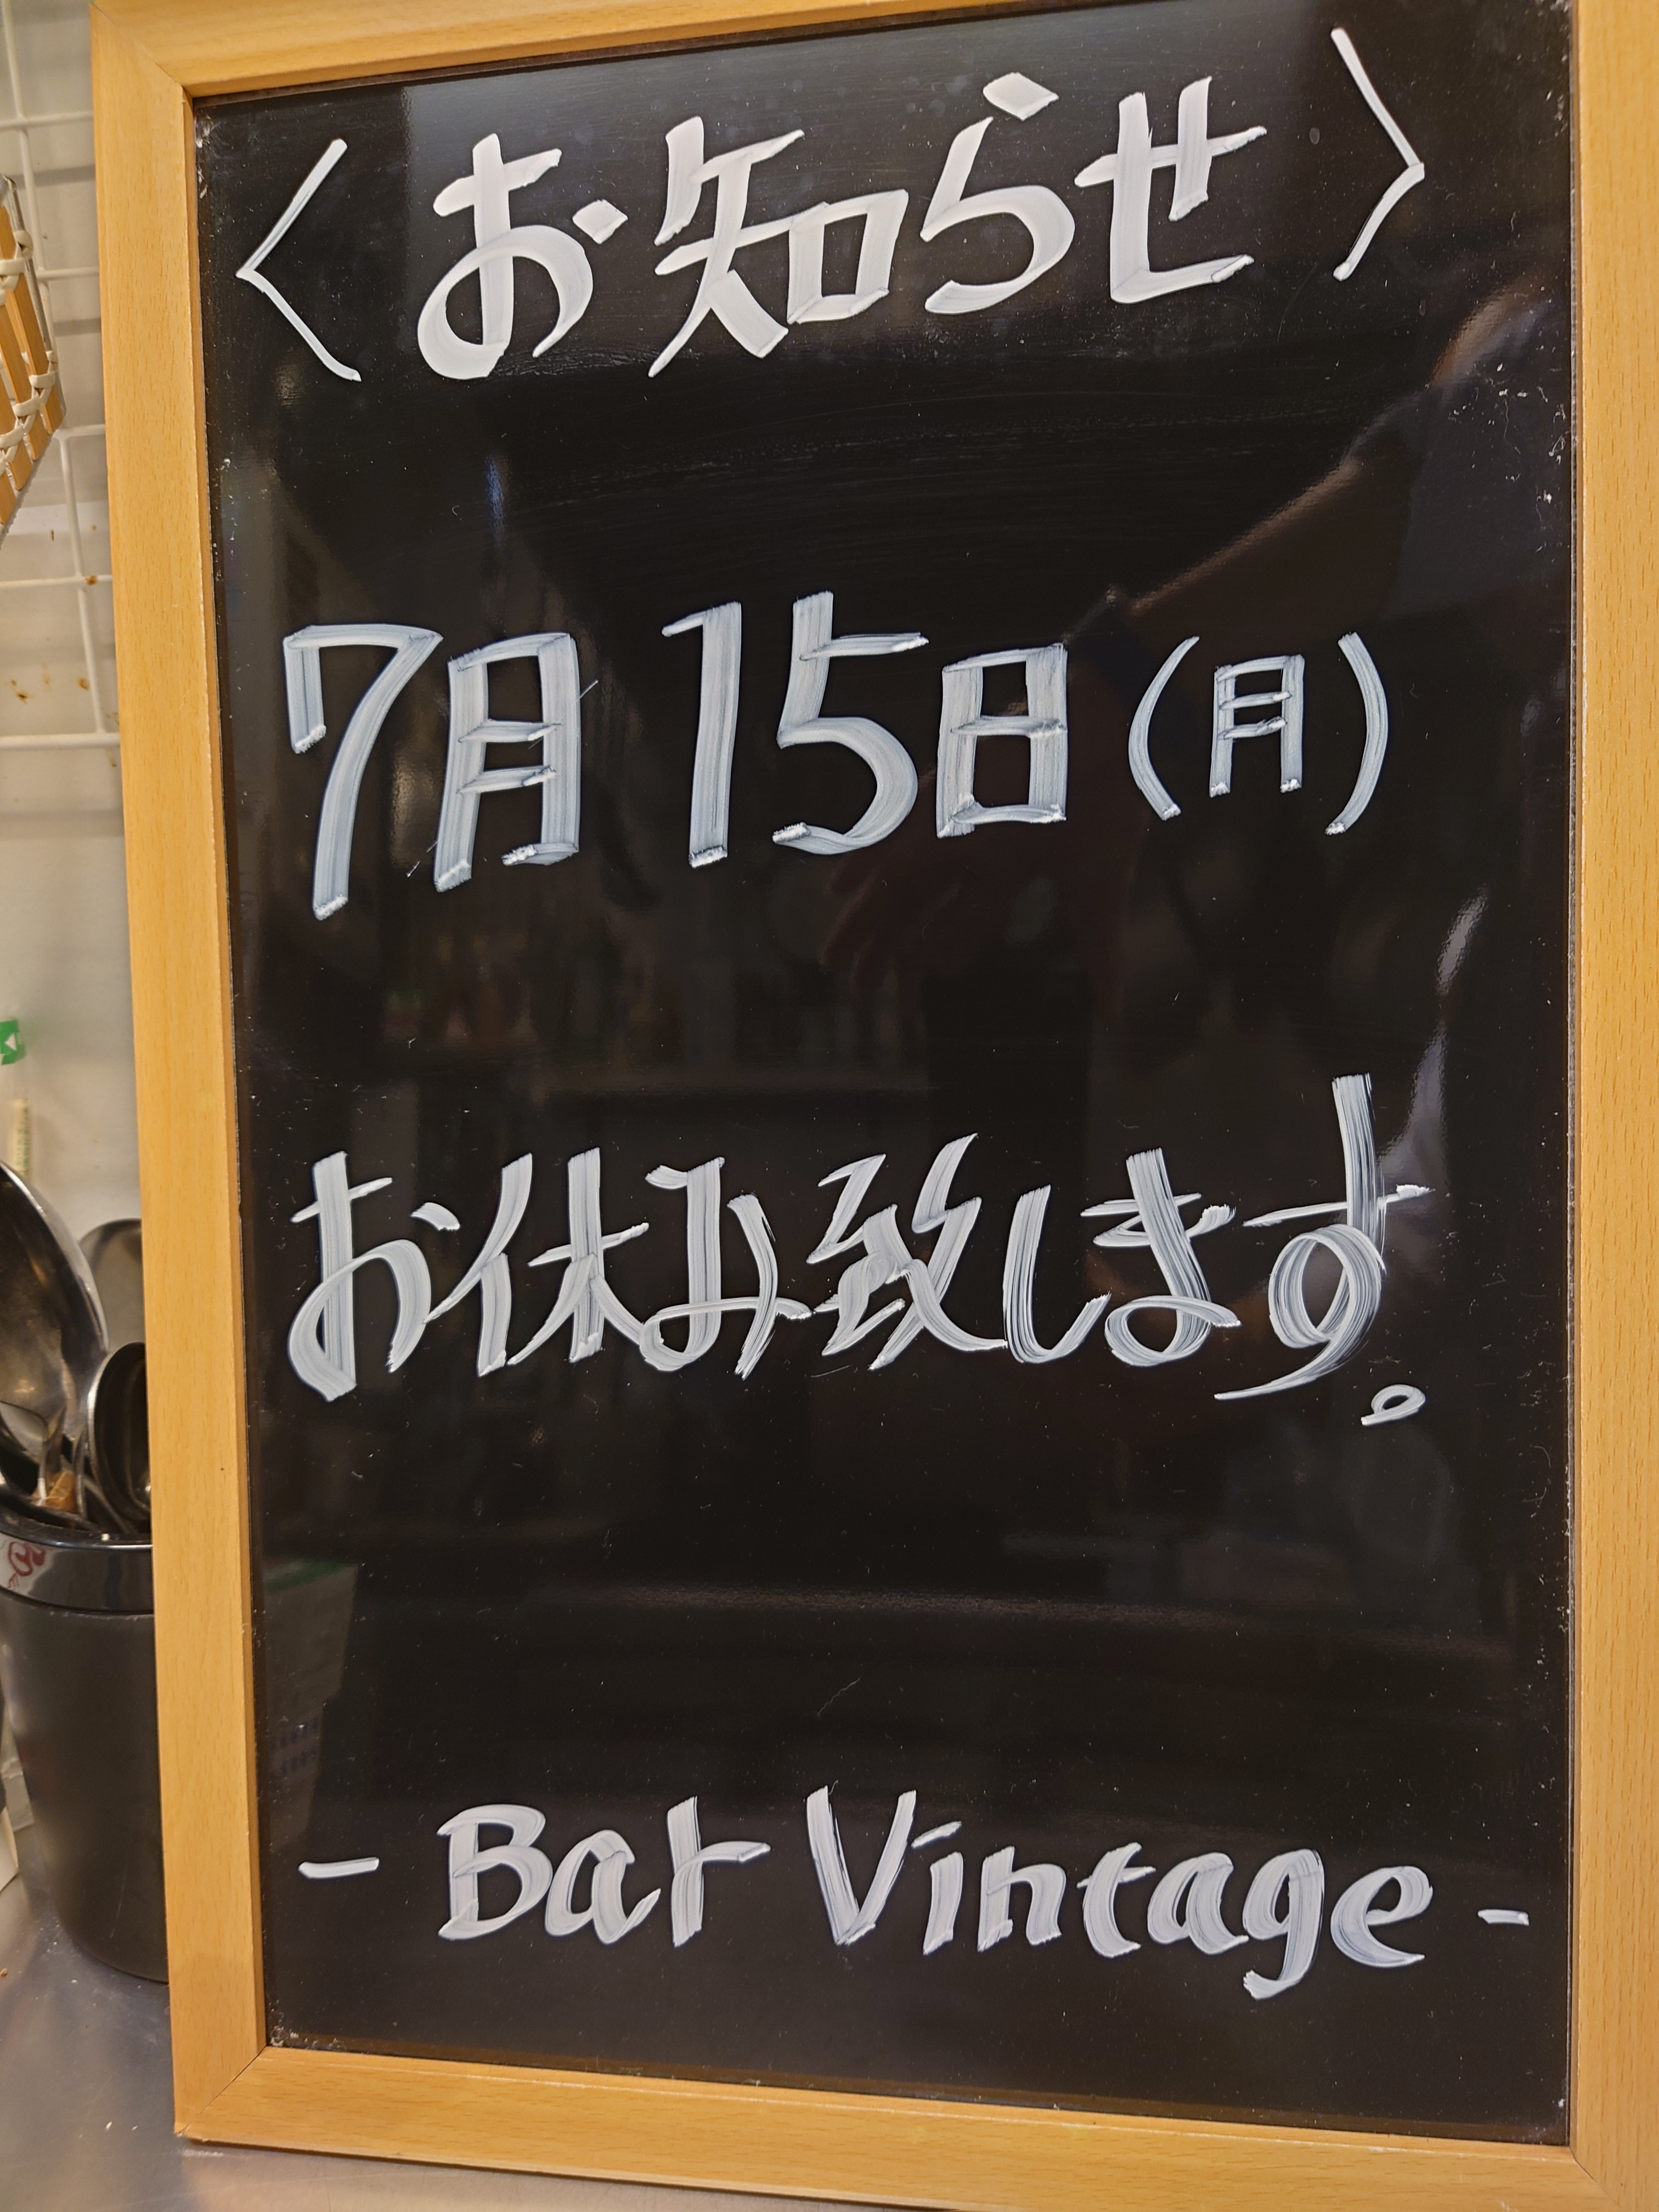 〈お知らせ〉
7月15日(月)
お休み致します。
- Bar Vintage -